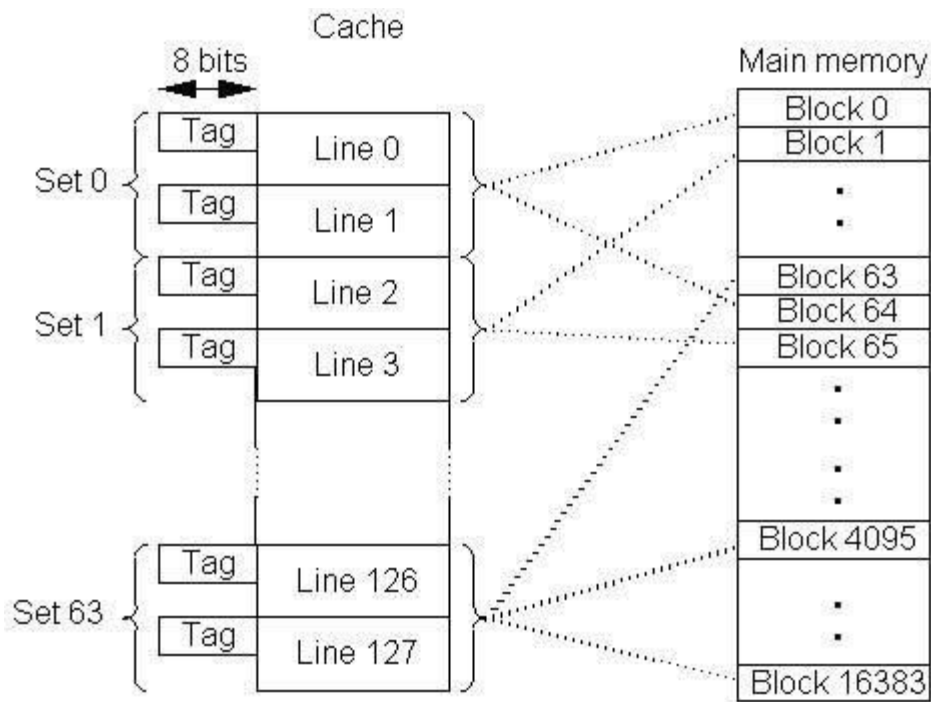 Cache
8 bits
Main memory
Tag
Line 0
Set 0
Tag
Line 1
Tag
Line 2
Set 1
Tag
Line 3
Tag
Line 126
Set 63
Tag
Line 127
Block 0
Block 1
Block 63
Block 64
Block 65
Block 4095
Block 16383